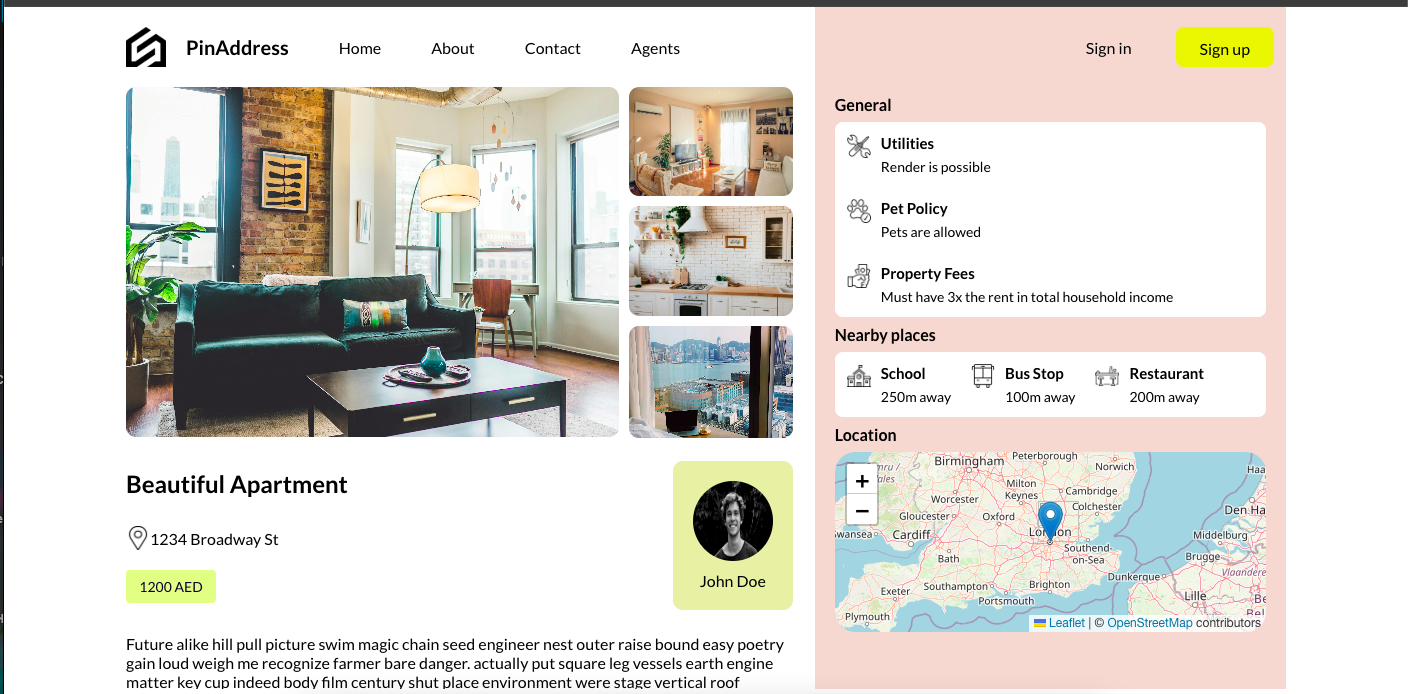 PinAddress
Home
About
Contact
Agents
Sign in
Sign up
Beautiful Apartment
1234 Broadway St
1200 AED
John Doe
Future alike hill pull picture swim magic chain seed engineer nest outer raise bound easy poetry
gain loud weigh me recognize farmer bare danger. actually put square leg vessels earth engine
matter key cup indeed body film century shut place environment were stage vertical roof
General
Utilities
Render is possible
Pet Policy
Pets are allowed
Property Fees
Must have 3x the rent in total household income
Nearby places
School
250m away
Bus Stop
100m away
Restaurant
200m away
Location
+
−
Birmingham
Peterborough
Norwich
Worcester
Milton
Keynes
Cambridge
Colchester
Gloucester
Oxford
Cardiff
London
Southend-
on-Sea
Bath
Southampton
Brighton
Exeter
Portsmouth
Plymouth
Dunkerque
Lille
Brugge
Middelburg
Den Ha
Haa
Vlaandere
Be
Leaflet | © OpenStreetMap contributors